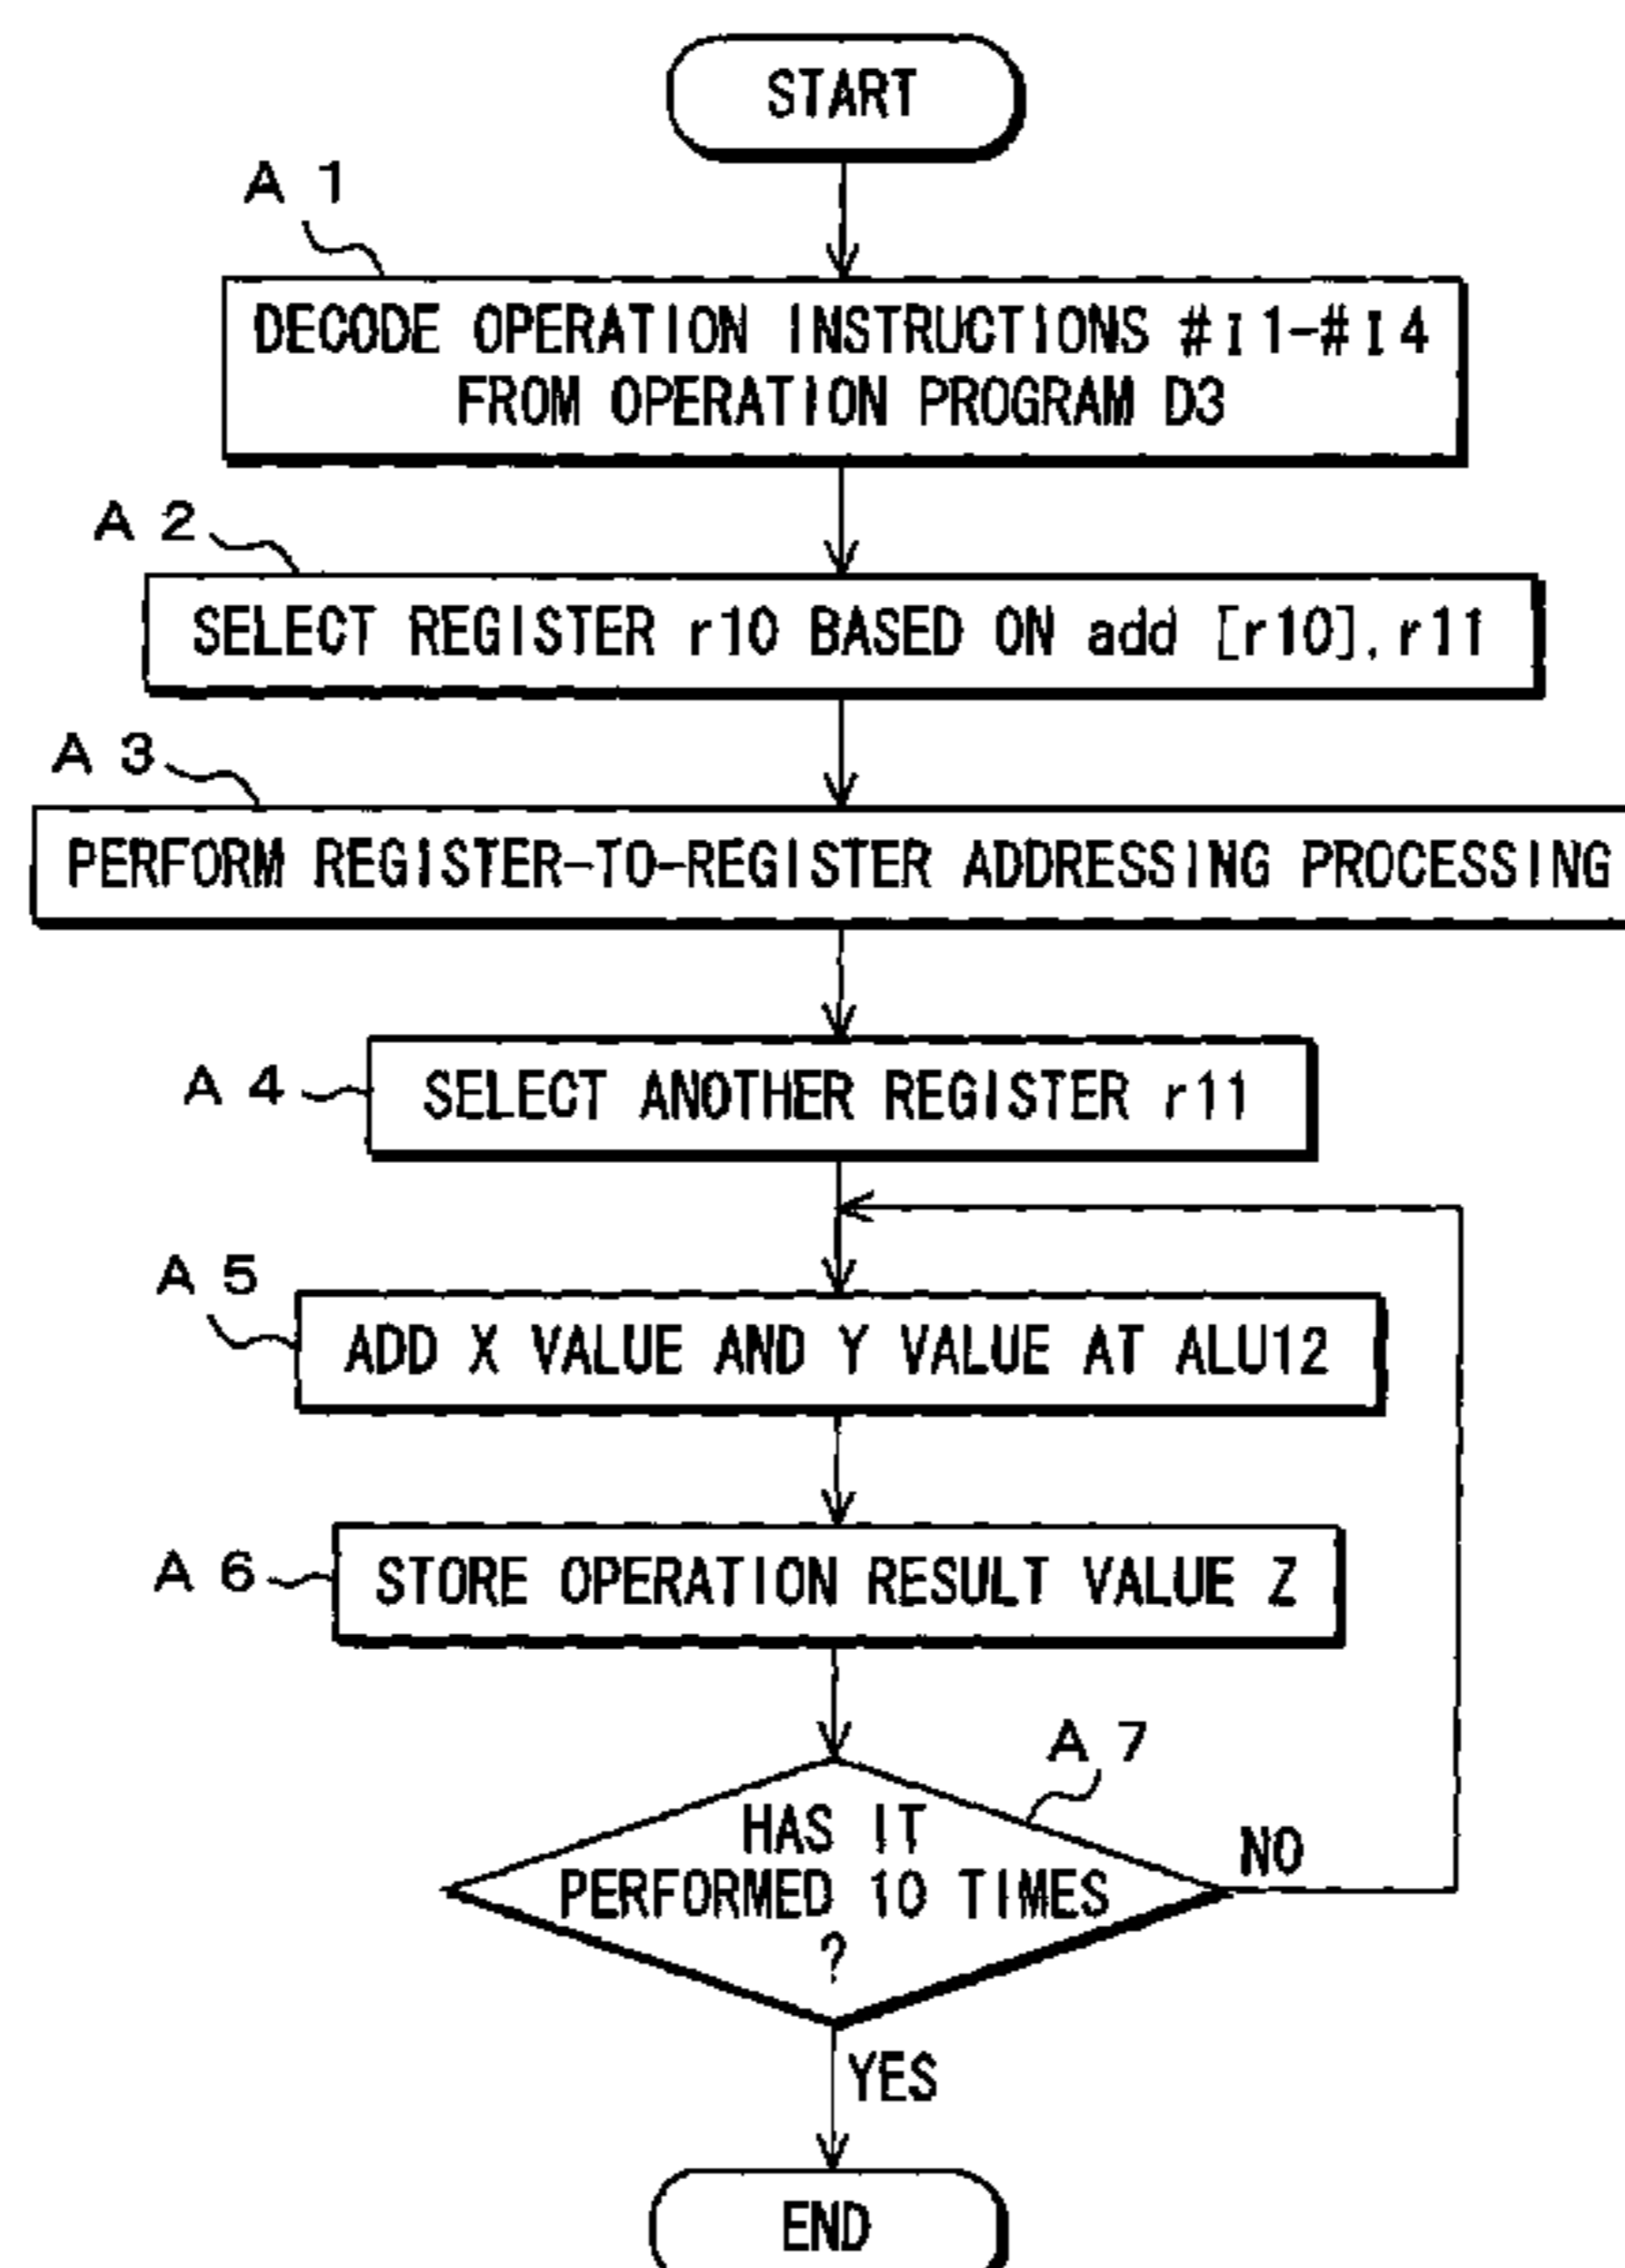 START
A 1
DECODE OPERATION INSTRUCTIONS #I1-#I4
FROM OPERATION PROGRAM D3
A 2
SELECT REGISTER r10 BASED ON add [r10],r11
A 3
PERFORM REGISTER-TO-REGISTER ADDRESSING PROCESSING
A 4
SELECT ANOTHER REGISTER r11
A 5
ADD X VALUE AND Y VALUE AT ALU12
A 6
STORE OPERATION RESULT VALUE Z
A 7
HAS IT
PERFORMED 10 TIMES
?
NO
YES
END